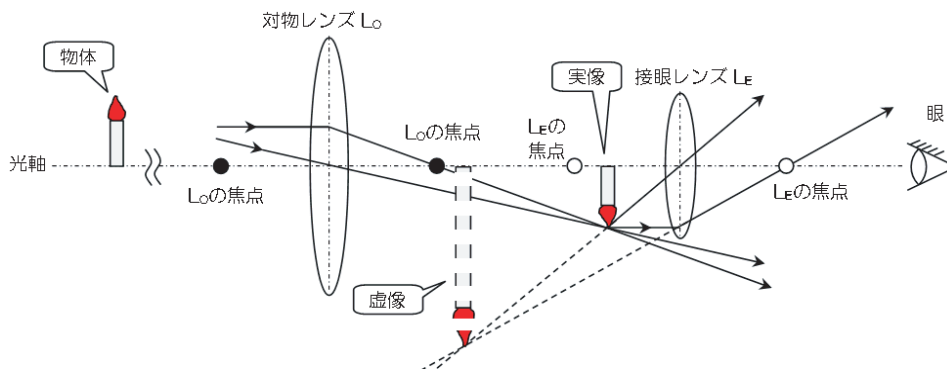 対物レンズ LO
物体
実像
接眼レンズ LE
LOの焦点
LEの
焦点
眼
光軸
LOの焦点
LEの焦点
虚像